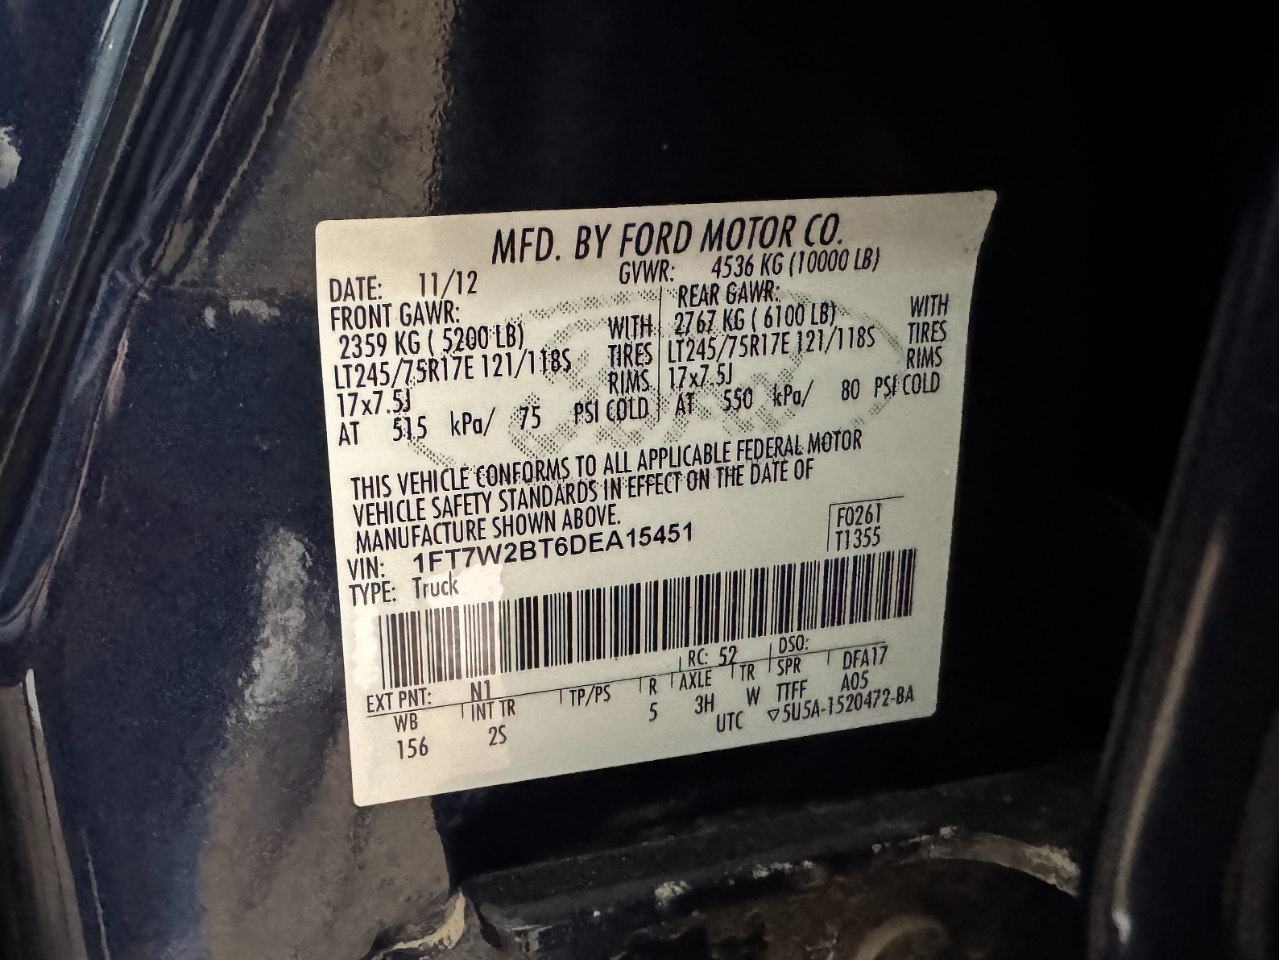 MFD. BY FORD MOTOR CO.
DATE: 11/12 GVWR: 4536 KG (10000 LB)
FRONT GAWR: REAR GAWR:
2359 KG ( 5200 LB) WITH 2767 KG ( 6100 LB) WITH
LT245/75R17E 121/118S TIRES LT245/75R17E 121/118S TIRES
17x7.5J RIMS 17x7.5J RIMS
AT 515 kPa/ 75 PSI COLD AT 550 kPa/ 80 PSI COLD
THIS VEHICLE CONFORMS TO ALL APPLICABLE FEDERAL MOTOR
VEHICLE SAFETY STANDARDS IN EFFECT ON THE DATE OF
MANUFACTURE SHOWN ABOVE.
VIN: 1FT7W2BT6DEA15451 F0261
TYPE: Truck T1355
EXT PNT: N1 RC: 52 DSO:
WB INT TR TP/PS R AXLE TR SPR DFA17
156 2S 5 3H W TTFF A05
UTC ▽5U5A-1520472-BA